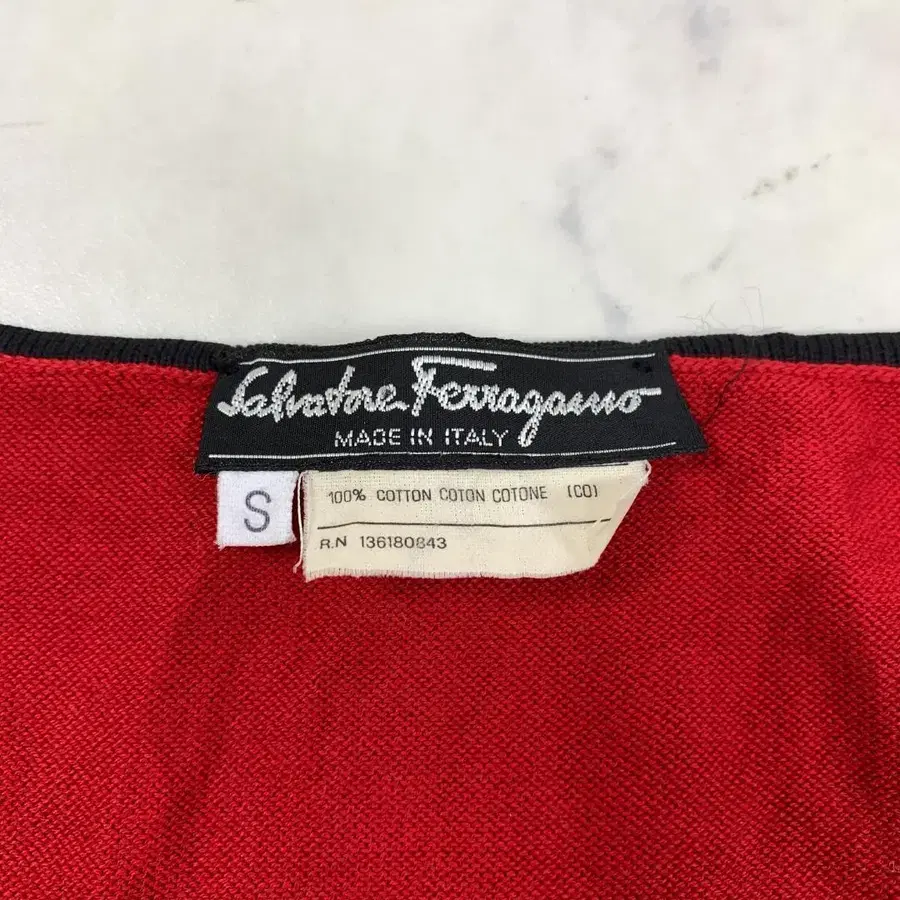 Salvatore Ferragamo
MADE IN ITALY
S
100% COTTON COTON COTONE (CO)
R.N 136180843